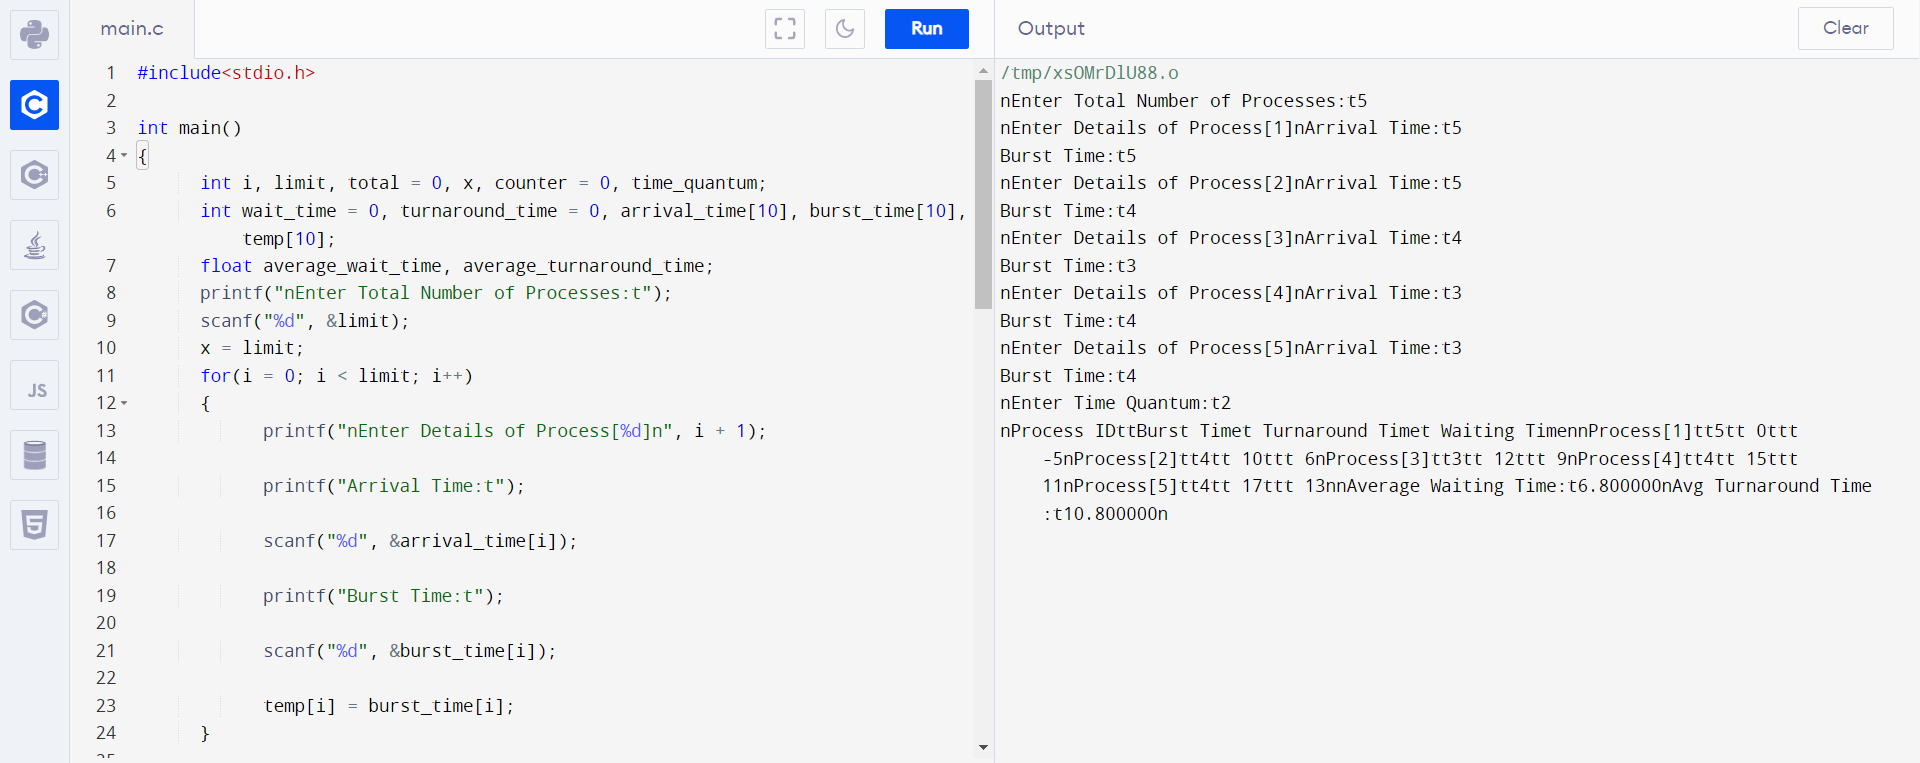 main.c
Run
Output
Clear
JS
1 #include<stdio.h>
2
3 int main()
4 {
5 int i, limit, total = 0, x, counter = 0, time_quantum;
6 int wait_time = 0, turnaround_time = 0, arrival_time[10], burst_time[10],
temp[10];
7 float average_wait_time, average_turnaround_time;
8 printf("nEnter Total Number of Processes:t");
9 scanf("%d", &limit);
10 x = limit;
11 for(i = 0; i < limit; i++)
12 {
13 printf("nEnter Details of Process[%d]n", i + 1);
14
15 printf("Arrival Time:t");
16
17 scanf("%d", &arrival_time[i]);
18
19 printf("Burst Time:t");
20
21 scanf("%d", &burst_time[i]);
22
23 temp[i] = burst_time[i];
24 }
/tmp/xsOMrDlU88.o
nEnter Total Number of Processes:t5
nEnter Details of Process[1]nArrival Time:t5
Burst Time:t5
nEnter Details of Process[2]nArrival Time:t5
Burst Time:t4
nEnter Details of Process[3]nArrival Time:t4
Burst Time:t3
nEnter Details of Process[4]nArrival Time:t3
Burst Time:t4
nEnter Details of Process[5]nArrival Time:t3
Burst Time:t4
nEnter Time Quantum:t2
nProcess IDttBurst Timet Turnaround Timet Waiting TimennProcess[1]tt5tt 0ttt
-5nProcess[2]tt4tt 10ttt 6nProcess[3]tt3tt 12ttt 9nProcess[4]tt4tt 15ttt
11nProcess[5]tt4tt 17ttt 13nnAverage Waiting Time:t6.800000nAvg Turnaround Time
:t10.800000n